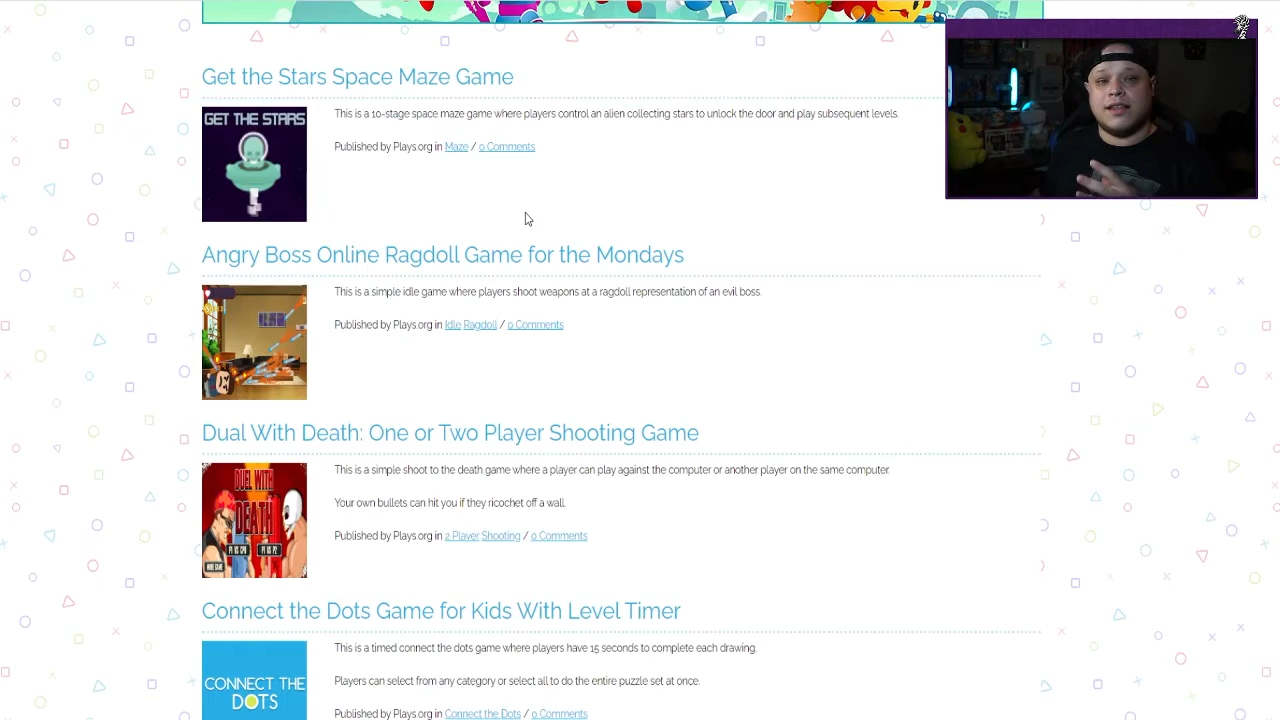 Get the Stars Space Maze Game
GET THE STARS
This is a 10-stage space maze game where players control an alien collecting stars to unlock the door and play subsequent levels.
Published by Plays.org in Maze / 0 Comments
Angry Boss Online Ragdoll Game for the Mondays
This is a simple idle game where players shoot weapons at a ragdoll representation of an evil boss.
Published by Plays.org in Idle Ragdoll / 0 Comments
Dual With Death: One or Two Player Shooting Game
DUEL WITH
DEATH
P1 VS CPU
P1 VS P2
MORE GAME
This is a simple shoot to the death game where a player can play against the computer or another player on the same computer.
Your own bullets can hit you if they ricochet off a wall.
Published by Plays.org in 2 Player Shooting / 0 Comments
Connect the Dots Game for Kids With Level Timer
CONNECT THE
DOTS
This is a timed connect the dots game where players have 15 seconds to complete each drawing.
Players can select from any category or select all to do the entire puzzle set at once.
Published by Plays.org in Connect the Dots / 0 Comments